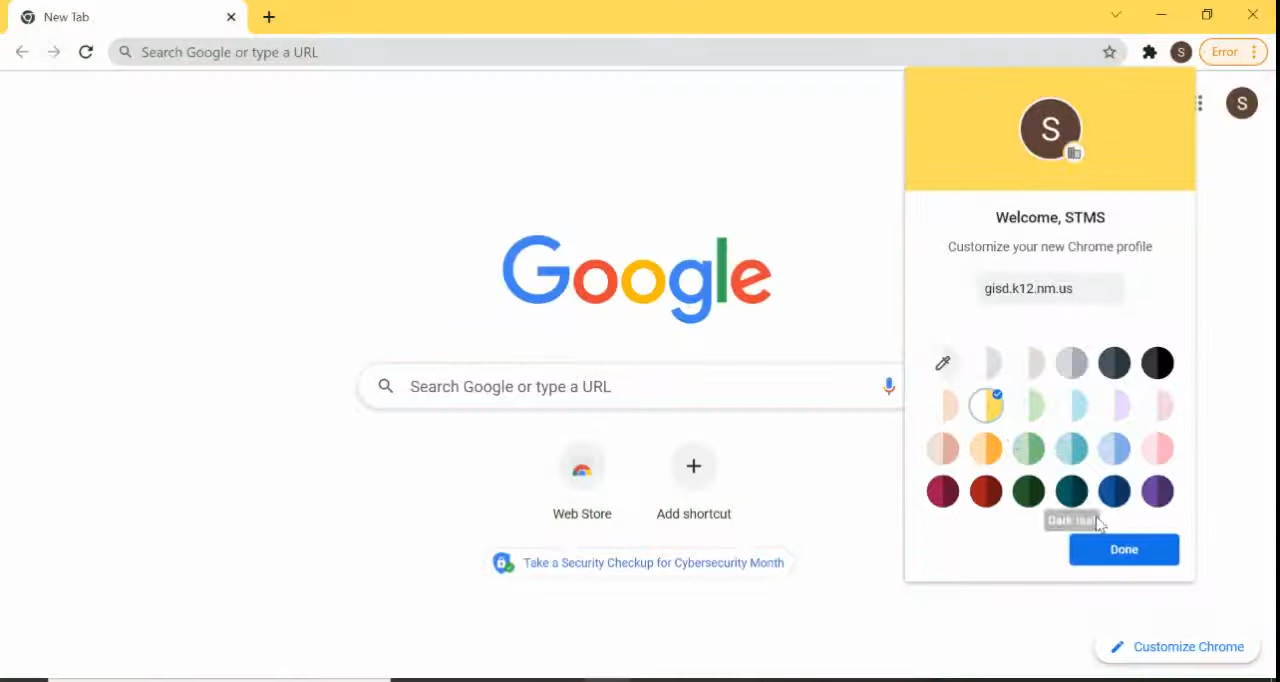 New Tab
Search Google or type a URL
S
Error
S
S
Welcome, STMS
Customize your new Chrome profile
gisd.k12.nm.us
Google
Search Google or type a URL
Web Store
Add shortcut
Dark teal
Done
Take a Security Checkup for Cybersecurity Month
Customize Chrome